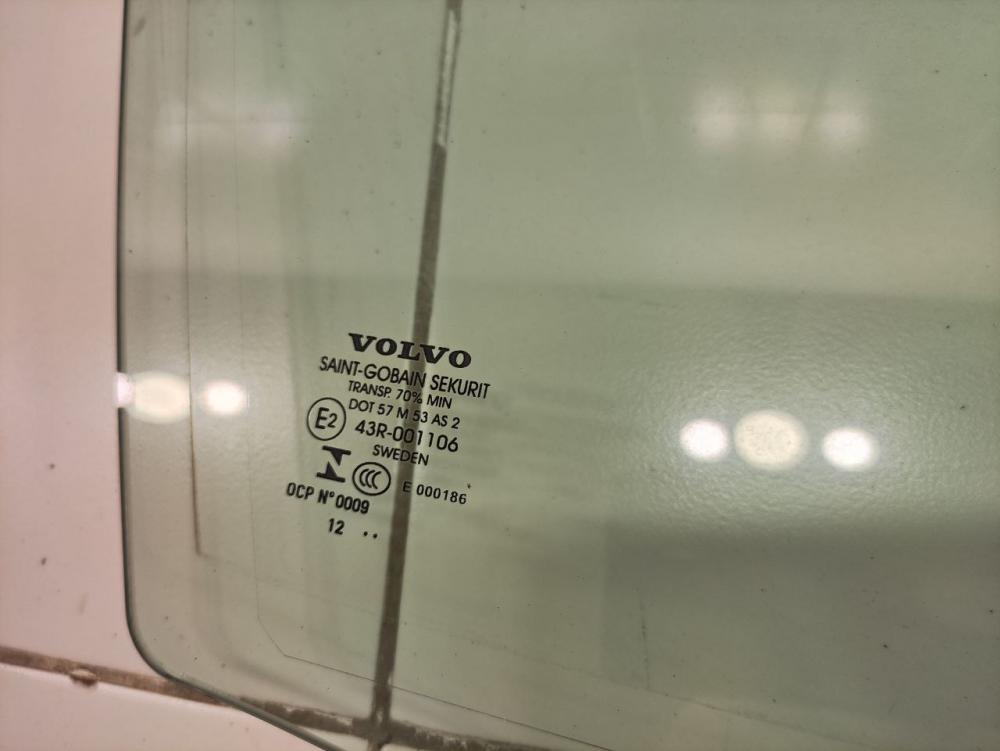 VOLVO
SAINT-GOBAIN SEKURIT
TRANSP. 70% MIN
DOT 57 M 53 AS 2
E2 43R-001106
SWEDEN
CCC E 000186
OCP N°0009
12 ..